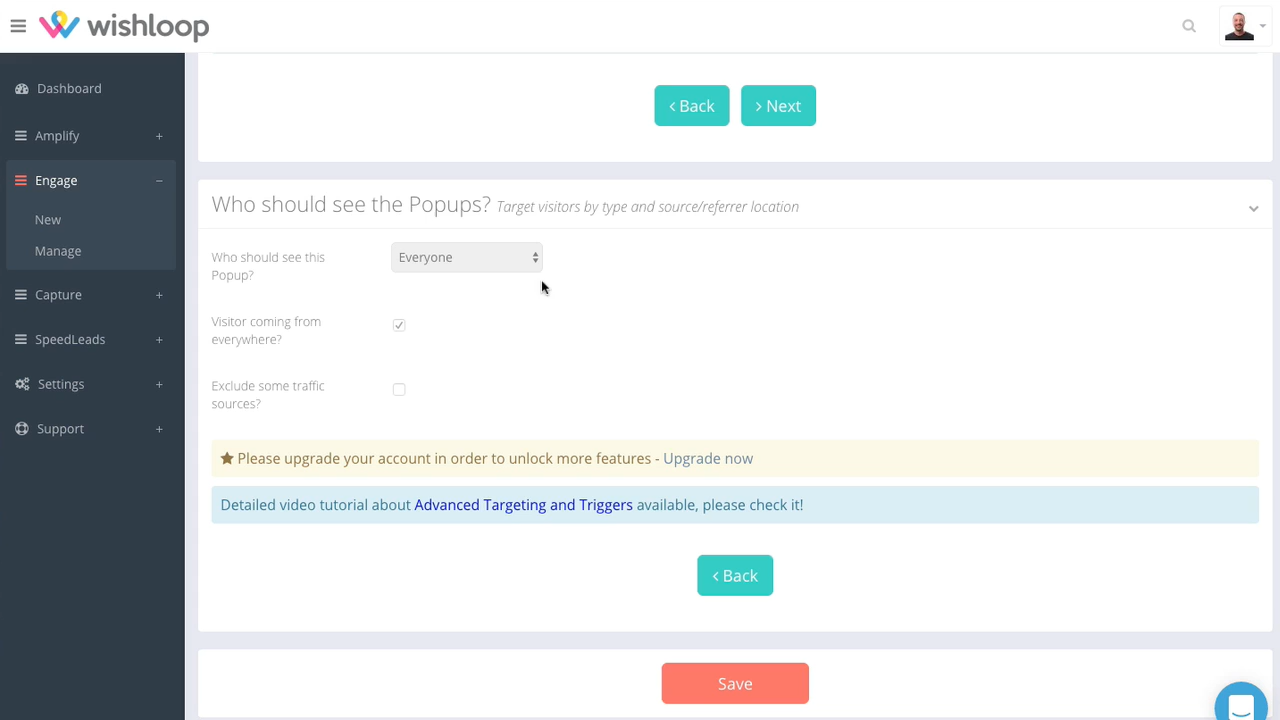 wishloop
Dashboard
Amplify +
Engage −
New
Manage
Capture +
SpeedLeads +
Settings +
Support +
‹ Back
› Next
Who should see the Popups? Target visitors by type and source/referrer location
Who should see this
Popup?
Everyone
Visitor coming from
everywhere?
Exclude some traffic
sources?
Please upgrade your account in order to unlock more features - Upgrade now
Detailed video tutorial about Advanced Targeting and Triggers available, please check it!
‹ Back
Save